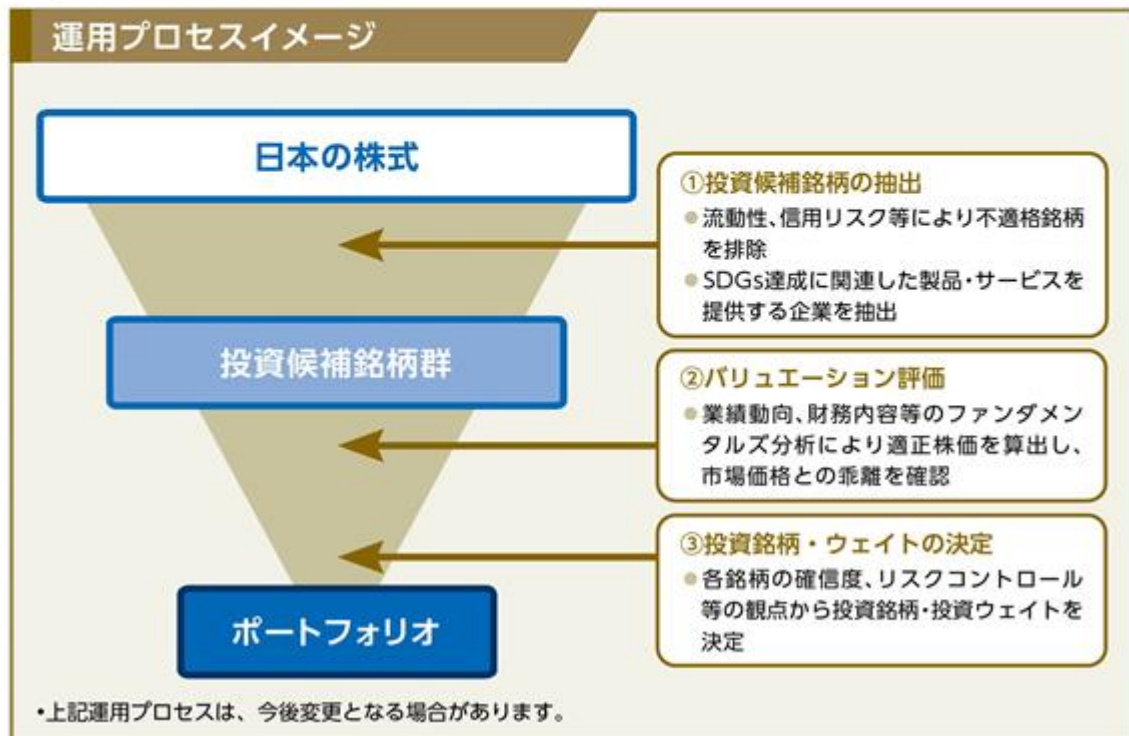 運用プロセスイメージ
日本の株式
①投資候補銘柄の抽出
●流動性、信用リスク等により不適格銘柄
を排除
●SDGs達成に関連した製品・サービスを
提供する企業を抽出
投資候補銘柄群
②バリュエーション評価
●業績動向、財務内容等のファンダメン
タルズ分析により適正株価を算出し、
市場価格との乖離を確認
③投資銘柄・ウェイトの決定
●各銘柄の確信度、リスクコントロール
等の観点から投資銘柄・投資ウェイトを
決定
ポートフォリオ
•上記運用プロセスは、今後変更となる場合があります。